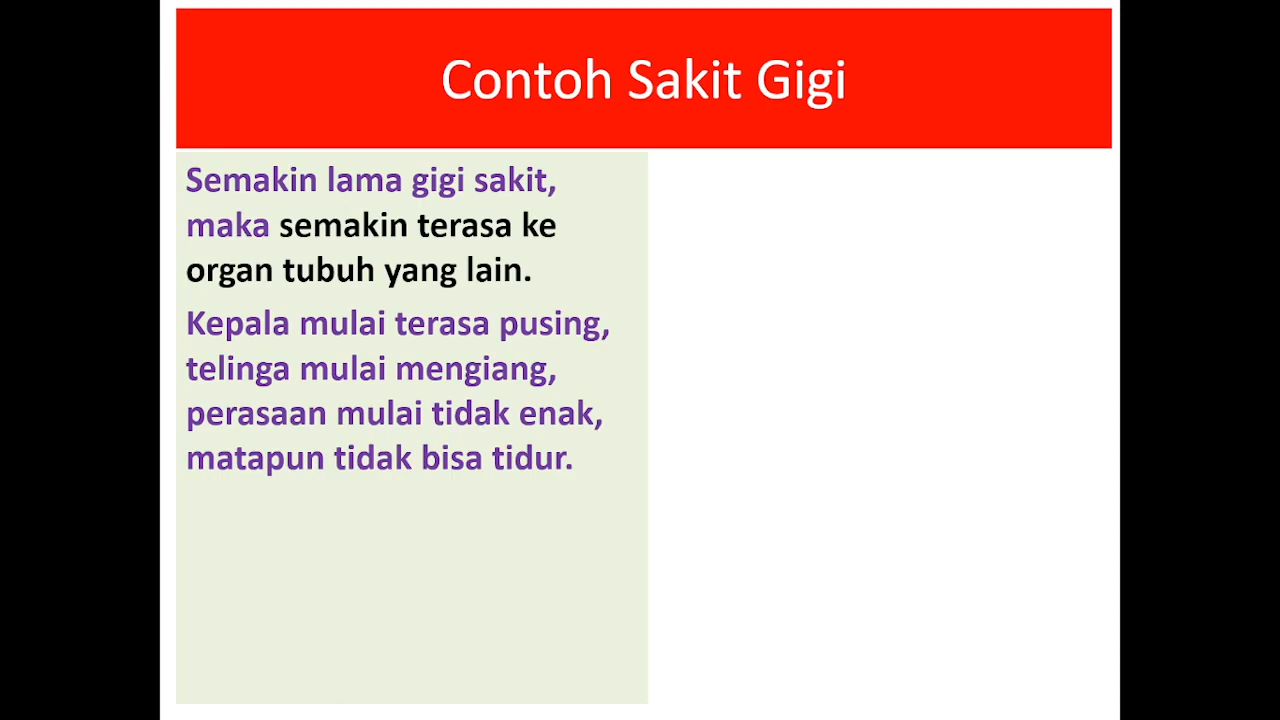 Contoh Sakit Gigi
Semakin lama gigi sakit,
maka semakin terasa ke
organ tubuh yang lain.
Kepala mulai terasa pusing,
telinga mulai mengiang,
perasaan mulai tidak enak,
matapun tidak bisa tidur.